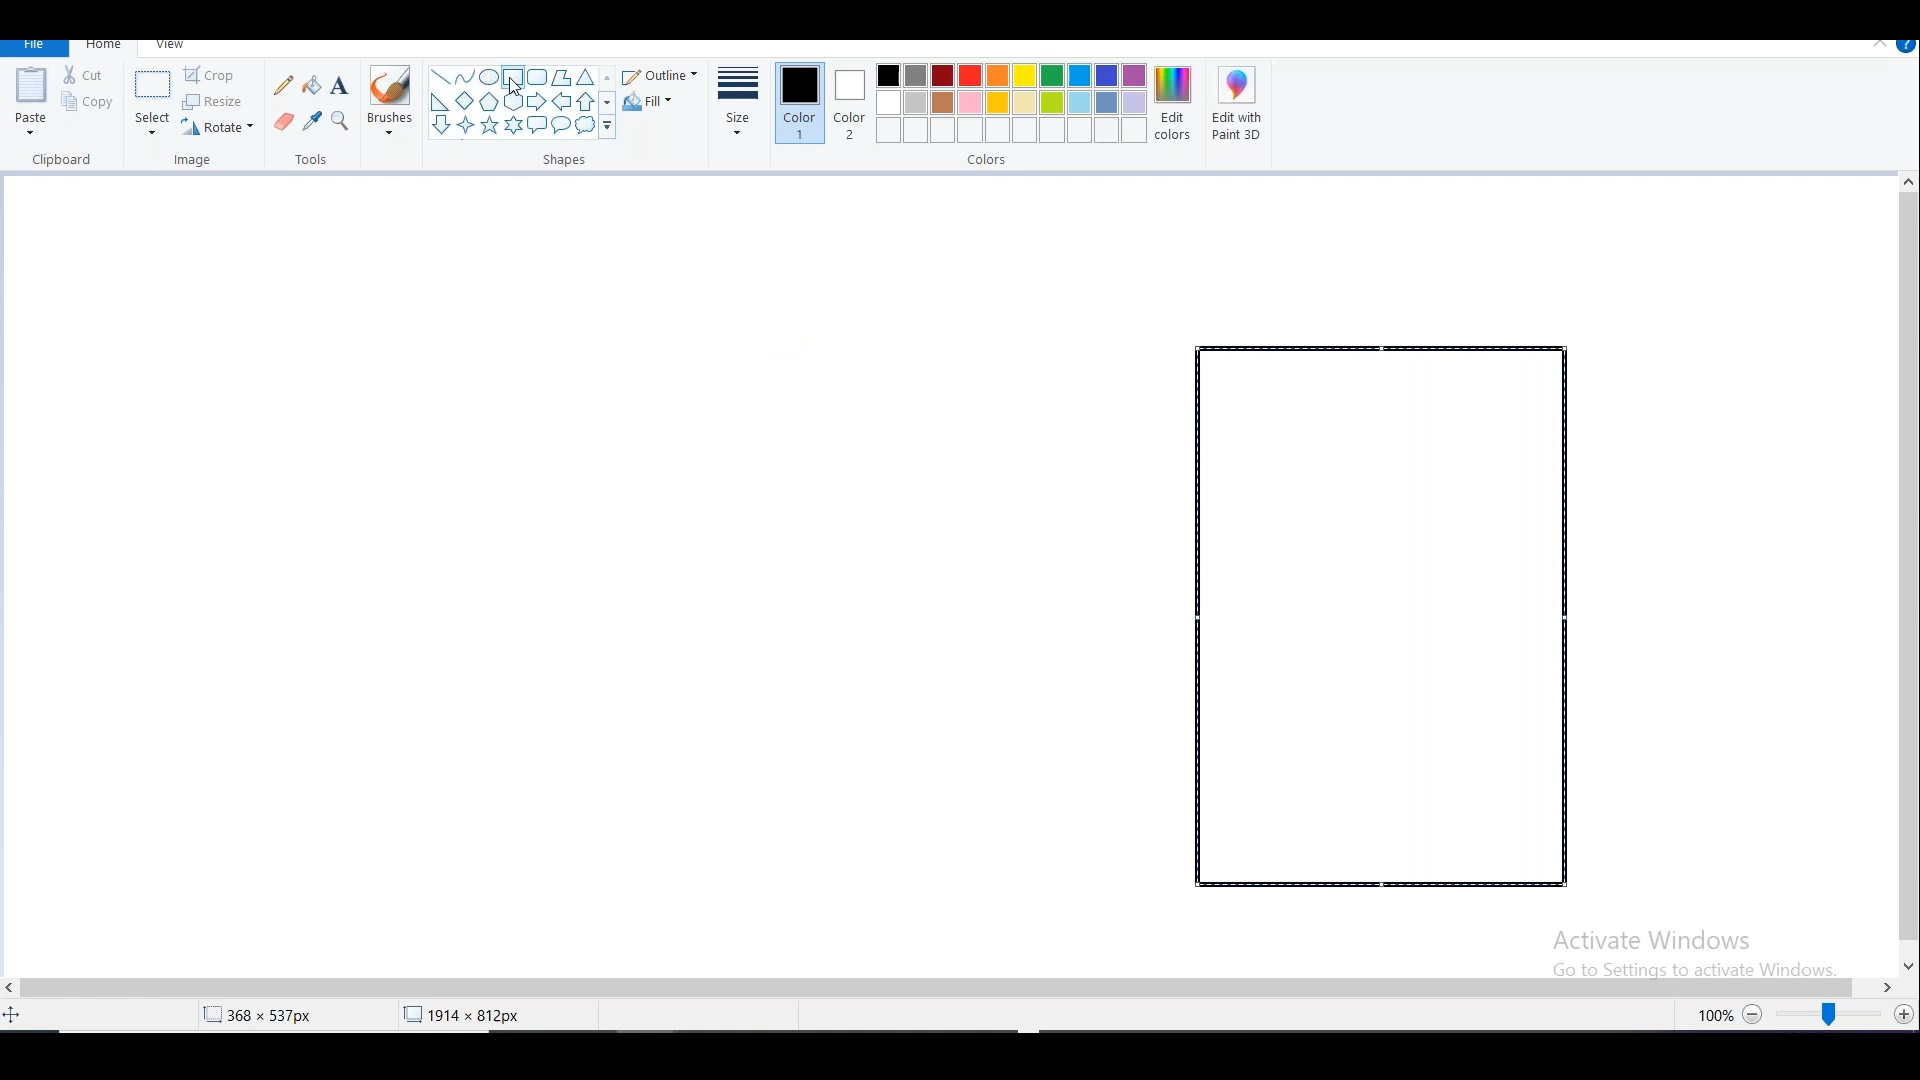 File Home View
Paste
Cut
Copy
Clipboard
Select
Crop
Resize
Rotate
Image
A
Tools
Brushes
Shapes
Outline
Fill
Size
Color
1
Color
2
Colors
Edit
colors
Edit with
Paint 3D
?
Activate Windows
Go to Settings to activate Windows.
368 × 537px
1914 × 812px
100%